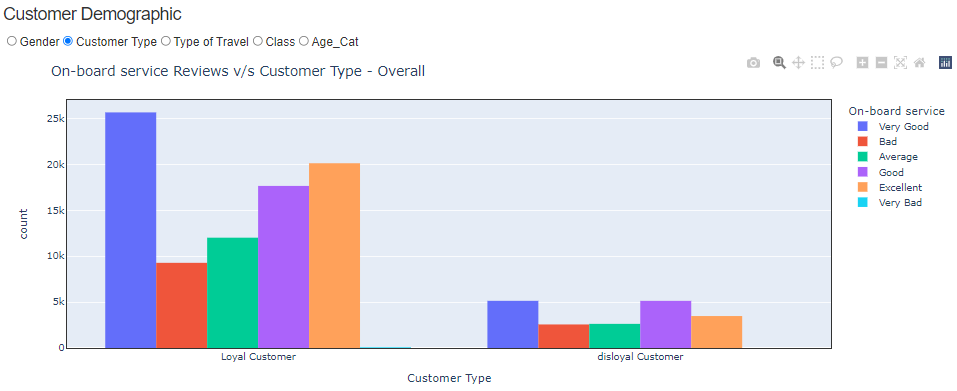 Customer Demographic
Gender Customer Type Type of Travel Class Age_Cat
On-board service Reviews v/s Customer Type - Overall
On-board service
Very Good
Bad
Average
Good
Excellent
Very Bad
count
25k
20k
15k
10k
5k
0
Loyal Customer
disloyal Customer
Customer Type